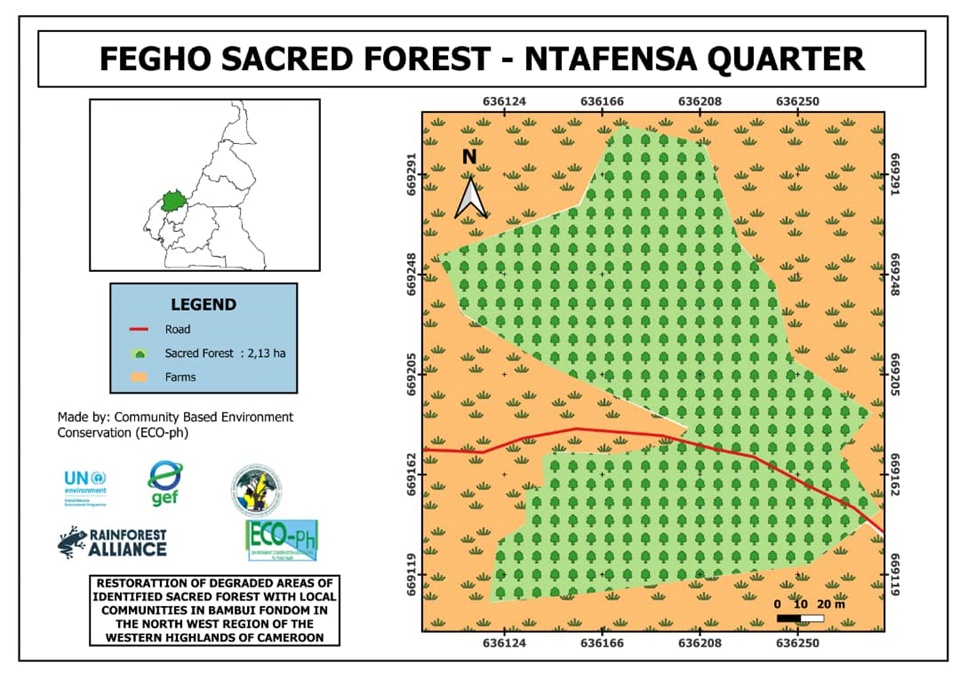 FEGHO SACRED FOREST - NTAFENSA QUARTER
636124 636166 636208 636250
N
669291 669291
669248 669248
669205 669205
669162 669162
669119 669119
0 10 20 m
636124 636166 636208 636250
LEGEND
Road
Sacred Forest : 2,13 ha
Farms
Made by: Community Based Environment
Conservation (ECO-ph)
UN
environment
gef
RAINFOREST
ALLIANCE
ECO-ph
RESTORATTION OF DEGRADED AREAS OF
IDENTIFIED SACRED FOREST WITH LOCAL
COMMUNITIES IN BAMBUI FONDOM IN
THE NORTH WEST REGION OF THE
WESTERN HIGHLANDS OF CAMEROON